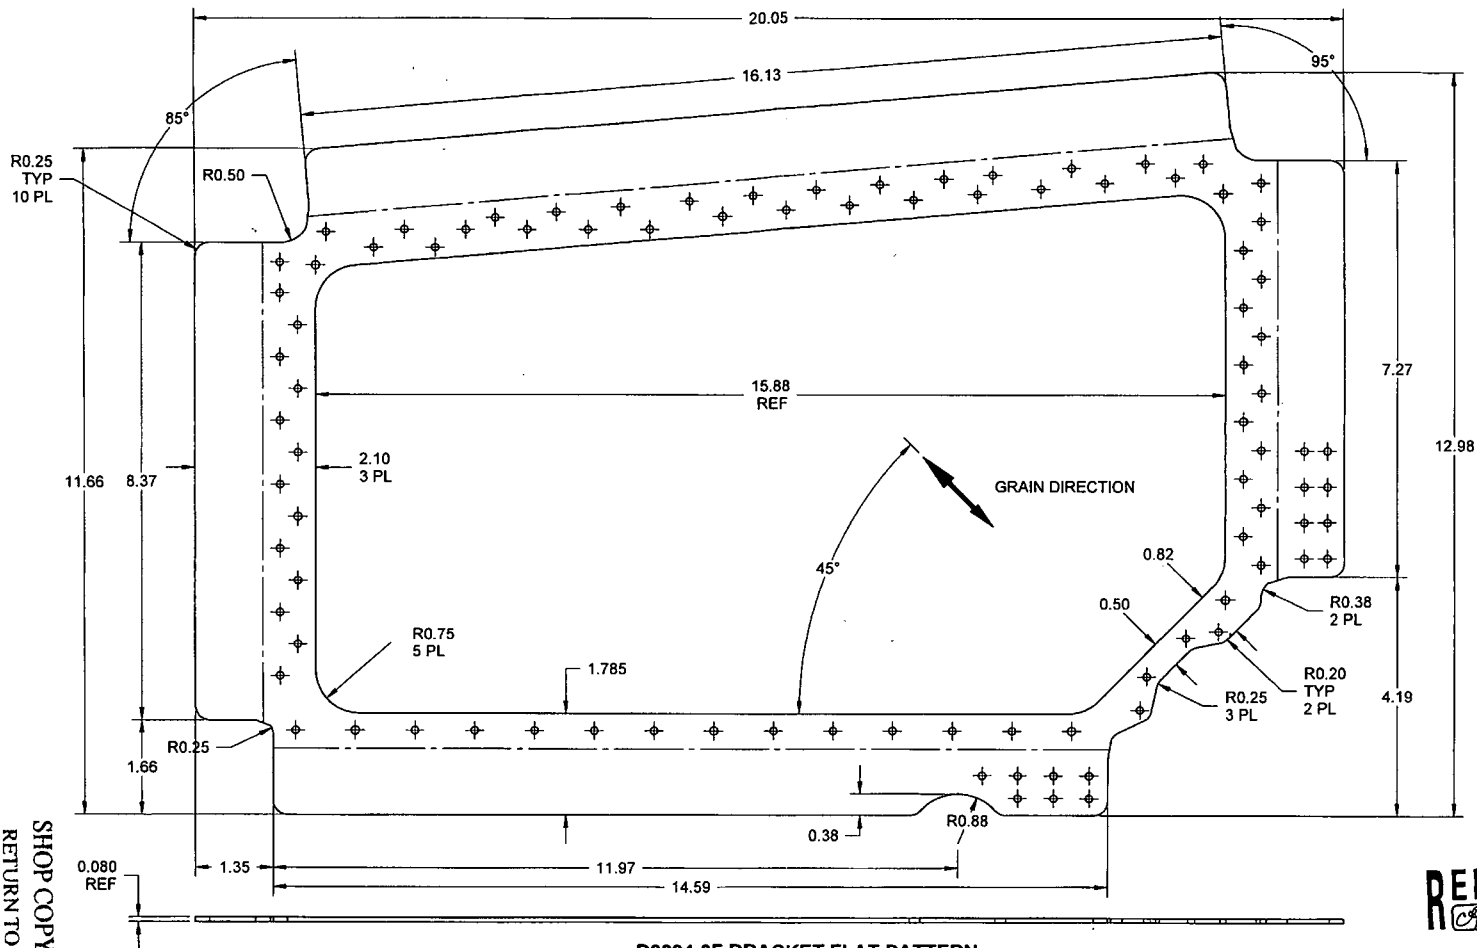 20.05
16.13
95°
85°
R0.25
TYP
10 PL
R0.50
7.27
15.88
REF
12.98
11.66
8.37
2.10
3 PL
GRAIN DIRECTION
45°
0.82
0.50
R0.38
2 PL
R0.75
5 PL
1.785
R0.20
TYP
2 PL
R0.25
3 PL
4.19
R0.25
1.66
0.38
R0.88
1.35
11.97
14.59
0.080
REF
SHOP COPY
RETURN TO